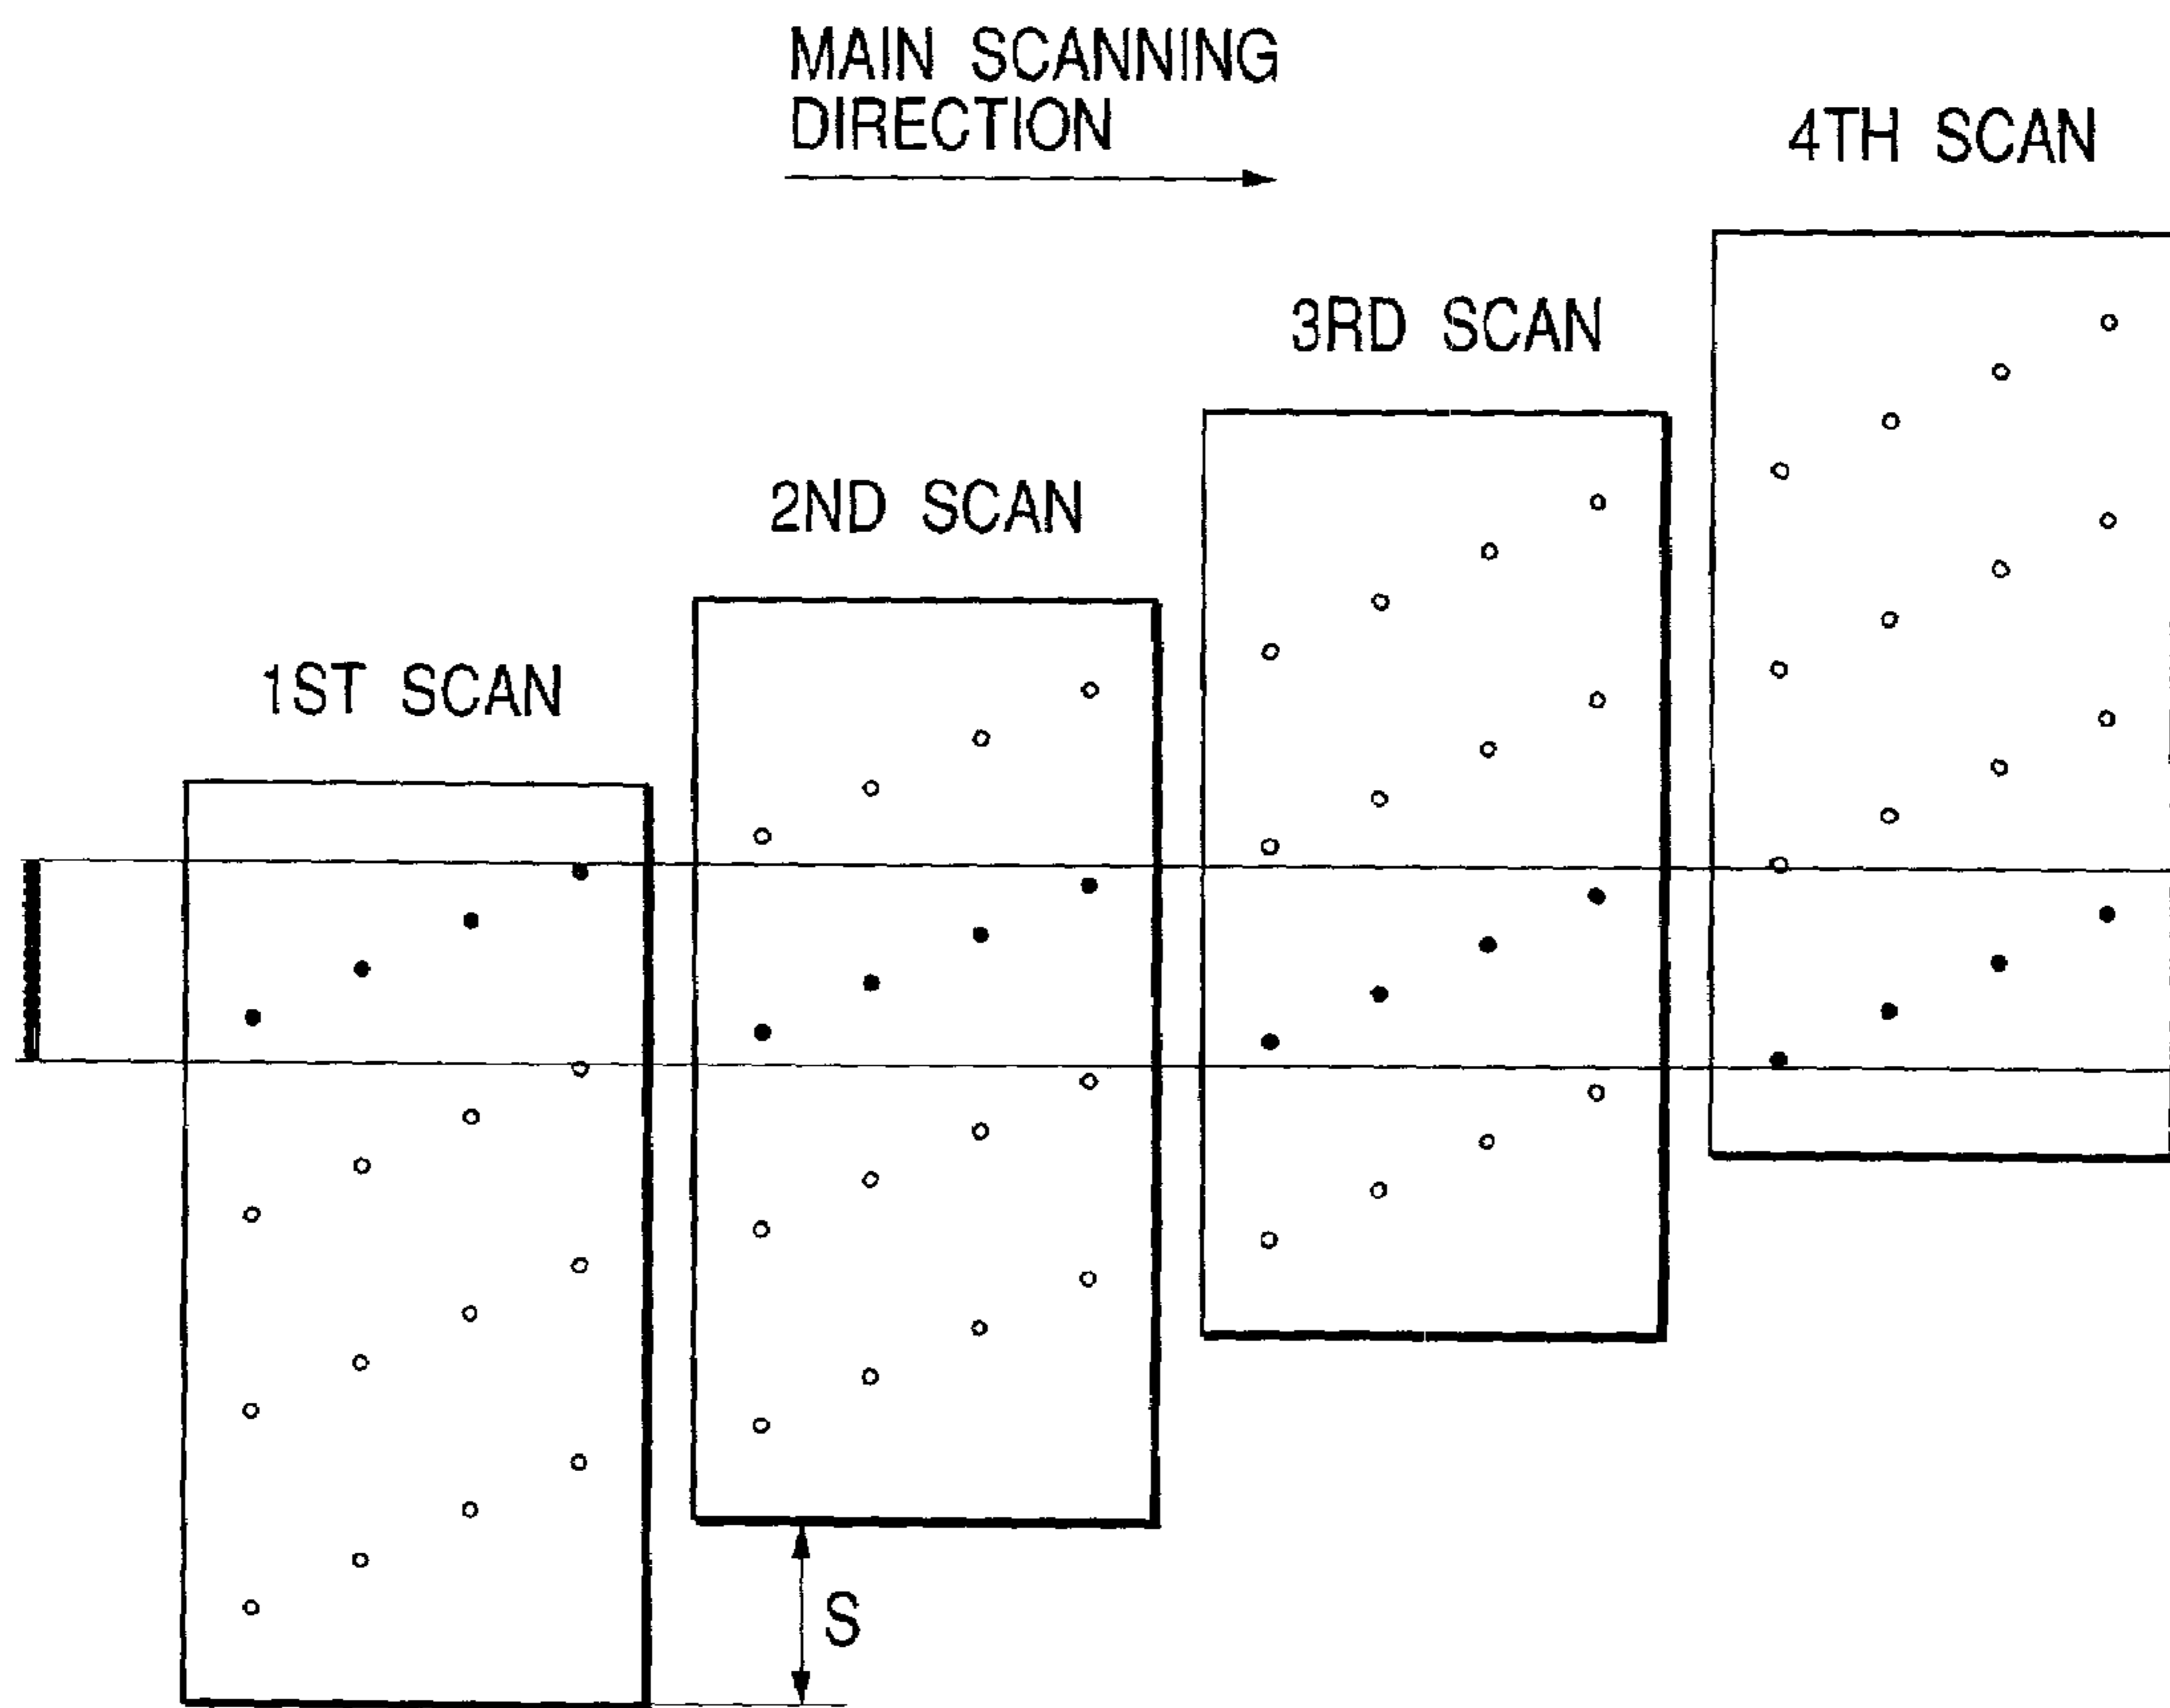 MAIN SCANNING
DIRECTION
4TH SCAN
3RD SCAN
2ND SCAN
1ST SCAN
S